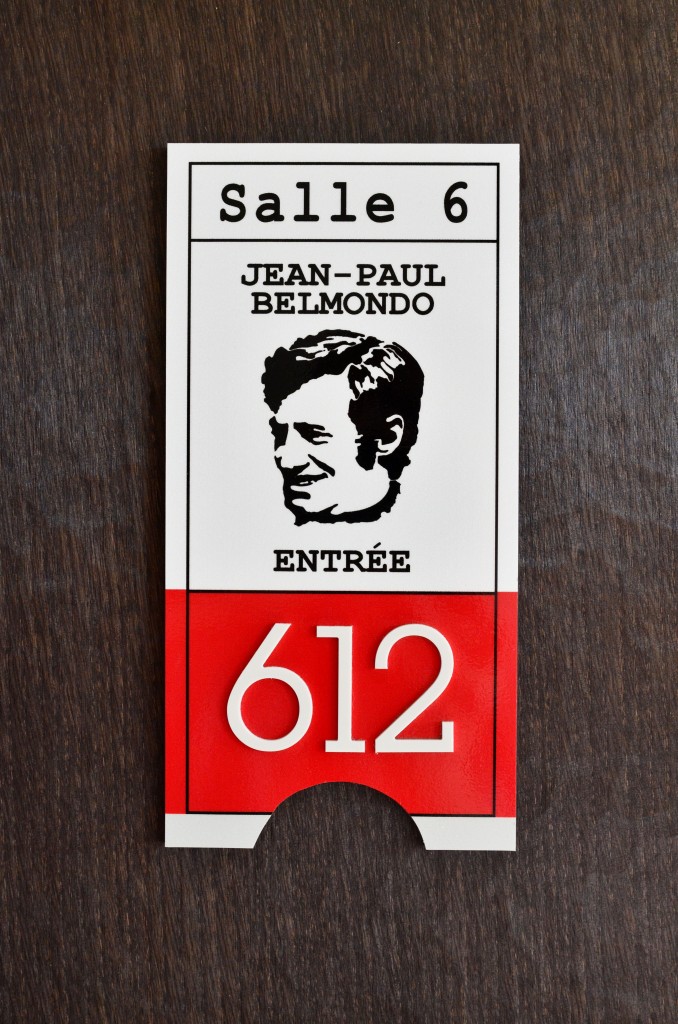 Salle 6
JEAN-PAUL
BELMONDO
ENTRÉE
612